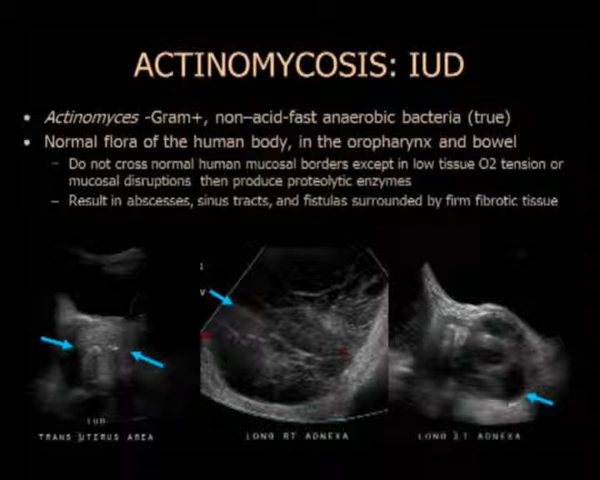 ACTINOMYCOSIS: IUD
• Actinomyces -Gram+, non–acid-fast anaerobic bacteria (true)
• Normal flora of the human body, in the oropharynx and bowel
– Do not cross normal human mucosal borders except in low tissue O2 tension or
mucosal disruptions then produce proteolytic enzymes
– Result in abscesses, sinus tracts, and fistulas surrounded by firm fibrotic tissue
V
IUD
TRANS UTERUS AREA
LONG RT ADNEXA
LONG LT ADNEXA